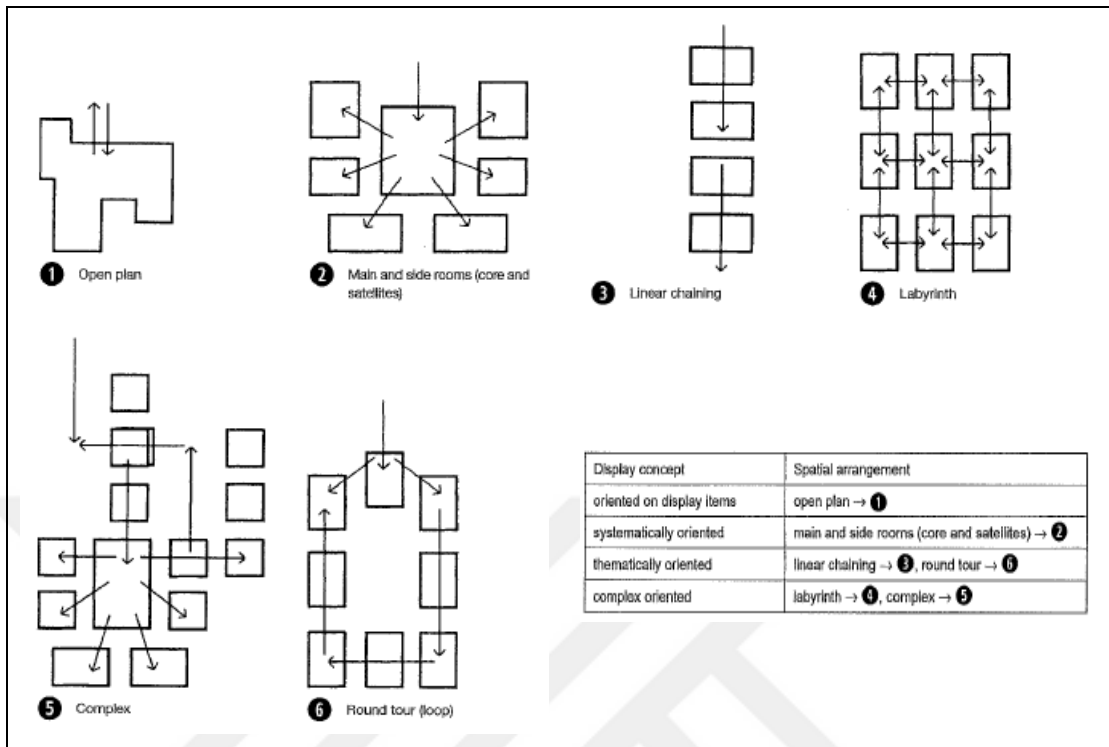 1 Open plan
2 Main and side rooms (core and
satellites)
3 Linear chaining
4 Labyrinth
5 Complex
6 Round tour (loop)
Display concept Spatial arrangement
oriented on display items open plan → 1
systematically oriented main and side rooms (core and satellites) → 2
thematically oriented linear chaining → 3, round tour → 6
complex oriented labyrinth → 4, complex → 5